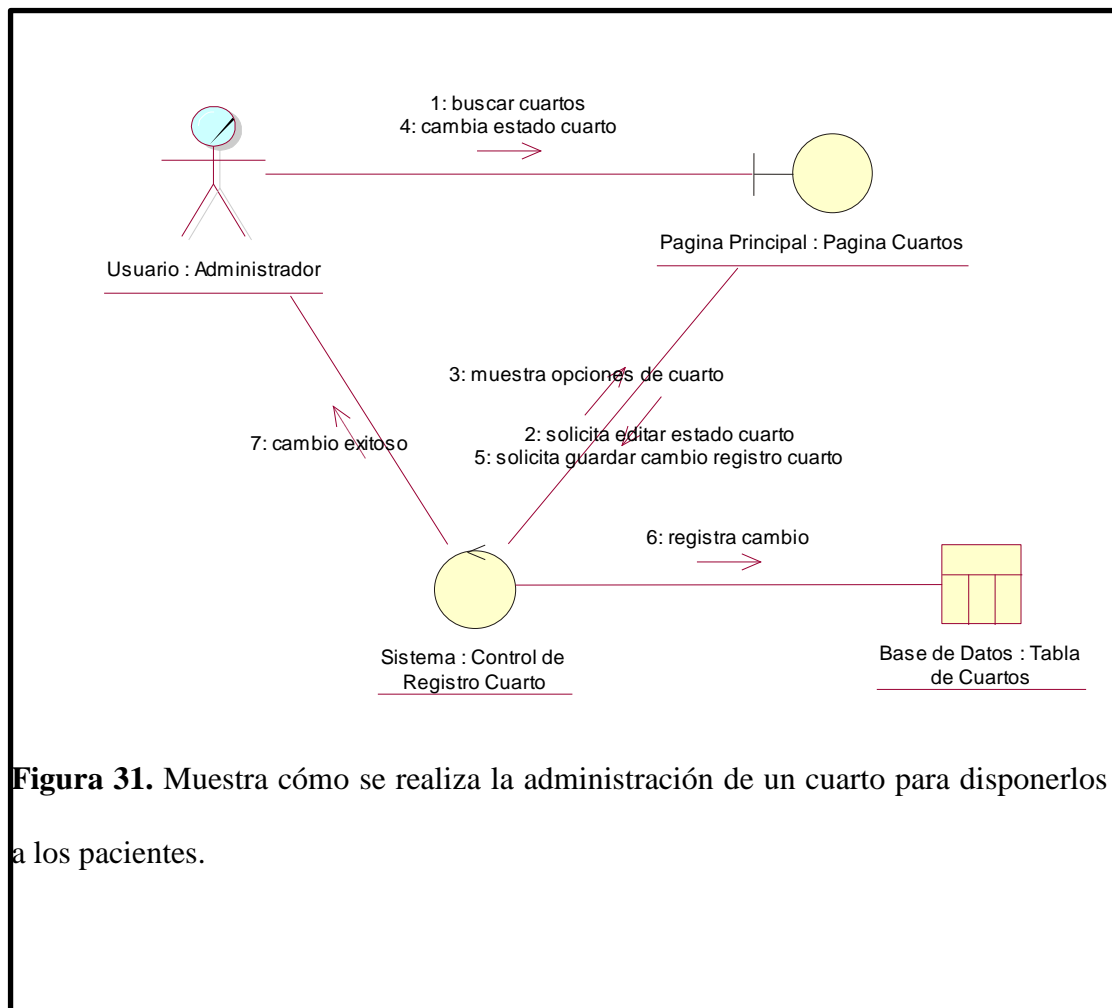 1: buscar cuartos
4: cambia estado cuarto
Pagina Principal : Pagina Cuartos
Usuario : Administrador
3: muestra opciones de cuarto
2: solicita editar estado cuarto
7: cambio exitoso
5: solicita guardar cambio registro cuarto
6: registra cambio
Sistema : Control de
Registro Cuarto
Base de Datos : Tabla
de Cuartos
Figura 31. Muestra cómo se realiza la administración de un cuarto para disponerlos
a los pacientes.